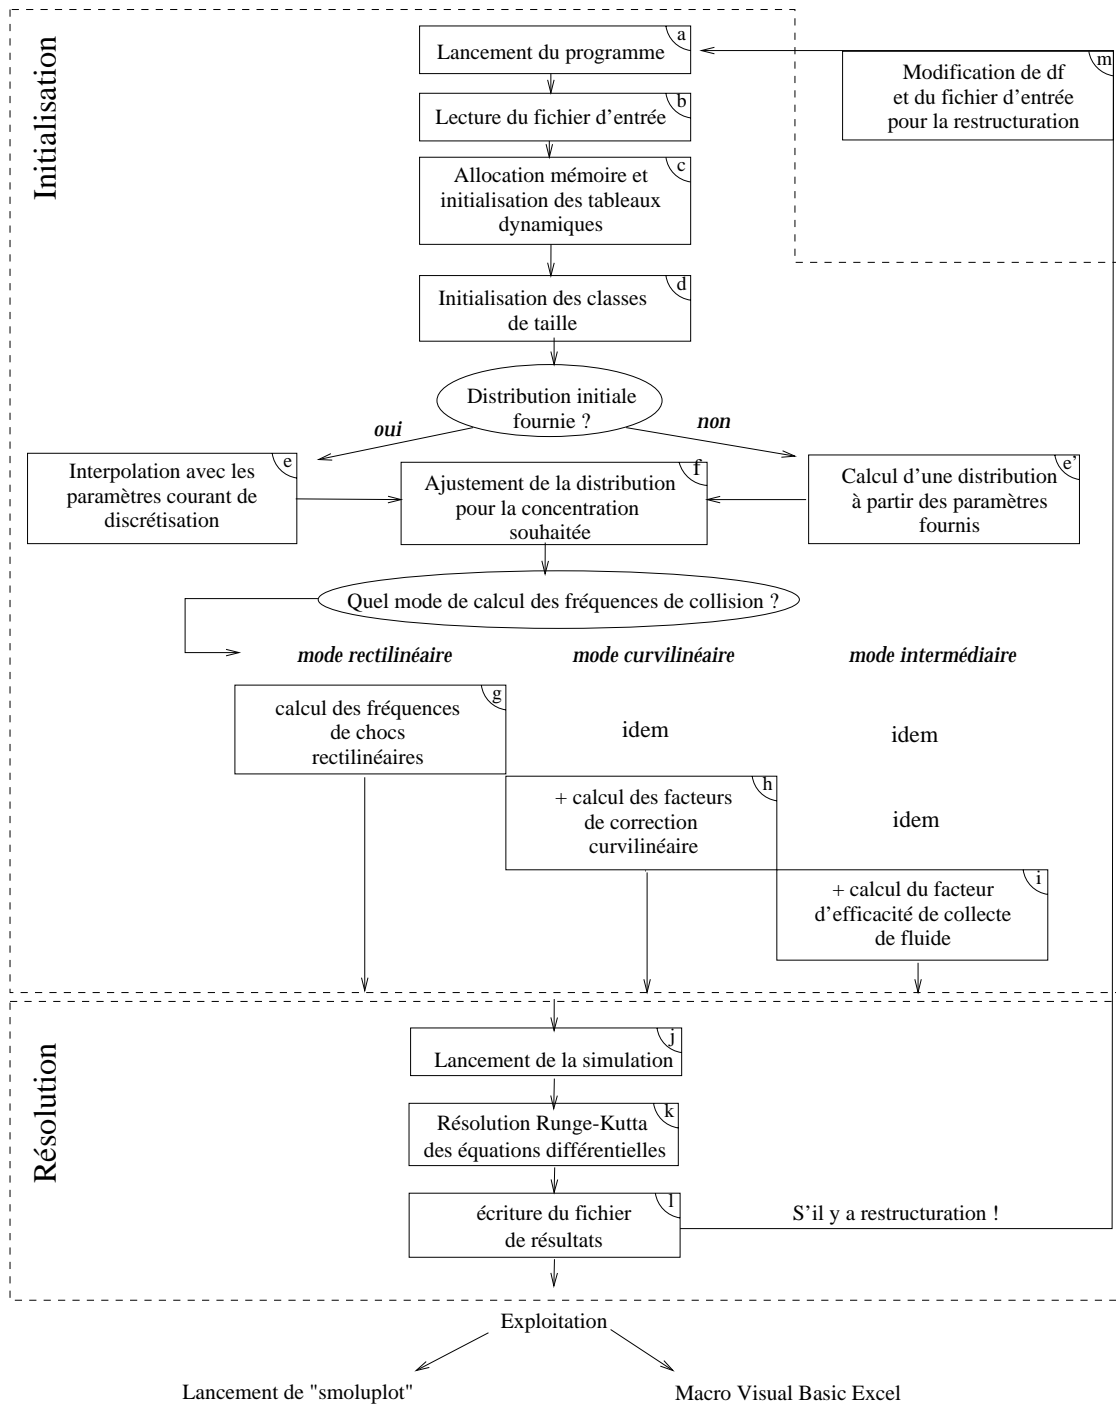 Initialisation
a
Lancement du programme
m
Modification de df
et du fichier d'entrée
pour la restructuration
b
Lecture du fichier d'entrée
c
Allocation mémoire et
initialisation des tableaux
dynamiques
d
Initialisation des classes
de taille
Distribution initiale
fournie ?
oui
non
e
Interpolation avec les
paramètres courant de
discrétisation
f
Ajustement de la distribution
pour la concentration
souhaitée
e'
Calcul d'une distribution
à partir des paramètres
fournis
Quel mode de calcul des fréquences de collision ?
mode rectilinéaire
mode curvilinéaire
mode intermédiaire
g
calcul des fréquences
de chocs
rectilinéaires
idem
idem
h
+ calcul des facteurs
de correction
curvilinéaire
idem
i
+ calcul du facteur
d'efficacité de collecte
de fluide
Résolution
j
Lancement de la simulation
k
Résolution Runge-Kutta
des équations différentielles
l
écriture du fichier
de résultats
S'il y a restructuration !
Exploitation
Lancement de "smoluplot"
Macro Visual Basic Excel